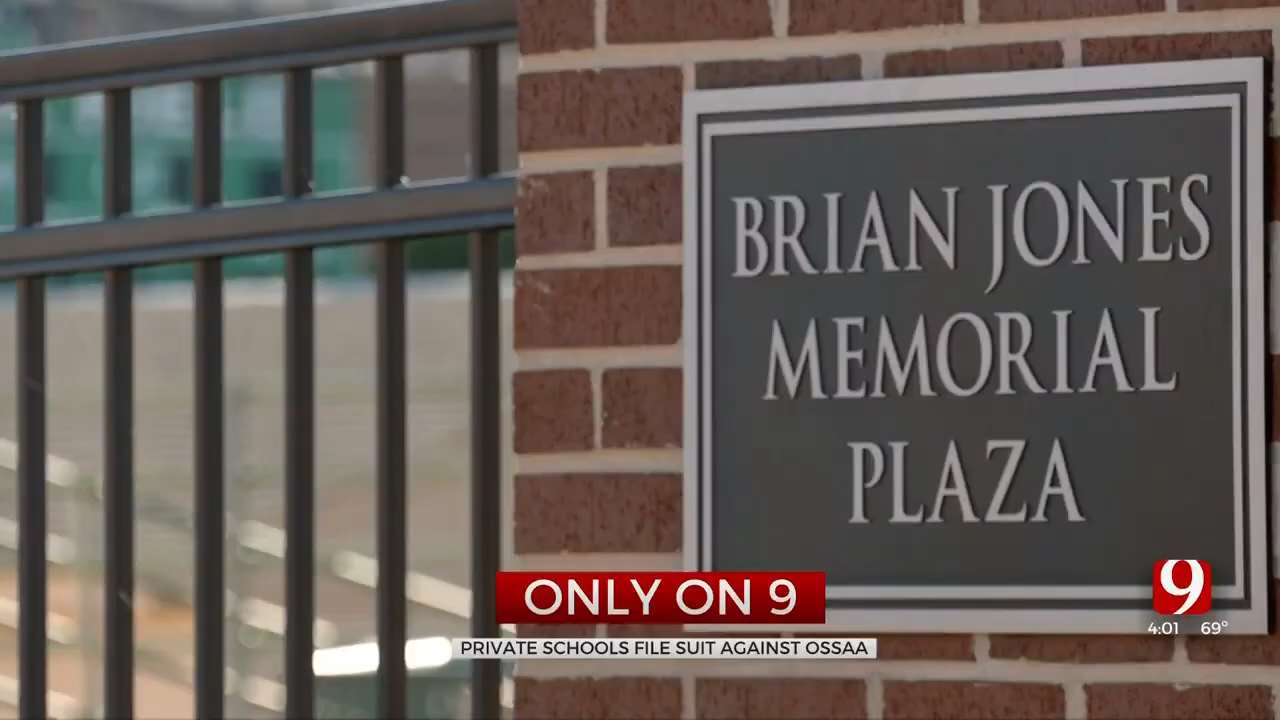 BRIAN JONES
MEMORIAL
PLAZA
ONLY ON 9
9
PRIVATE SCHOOLS FILE SUIT AGAINST OSSAA
4:01 69°